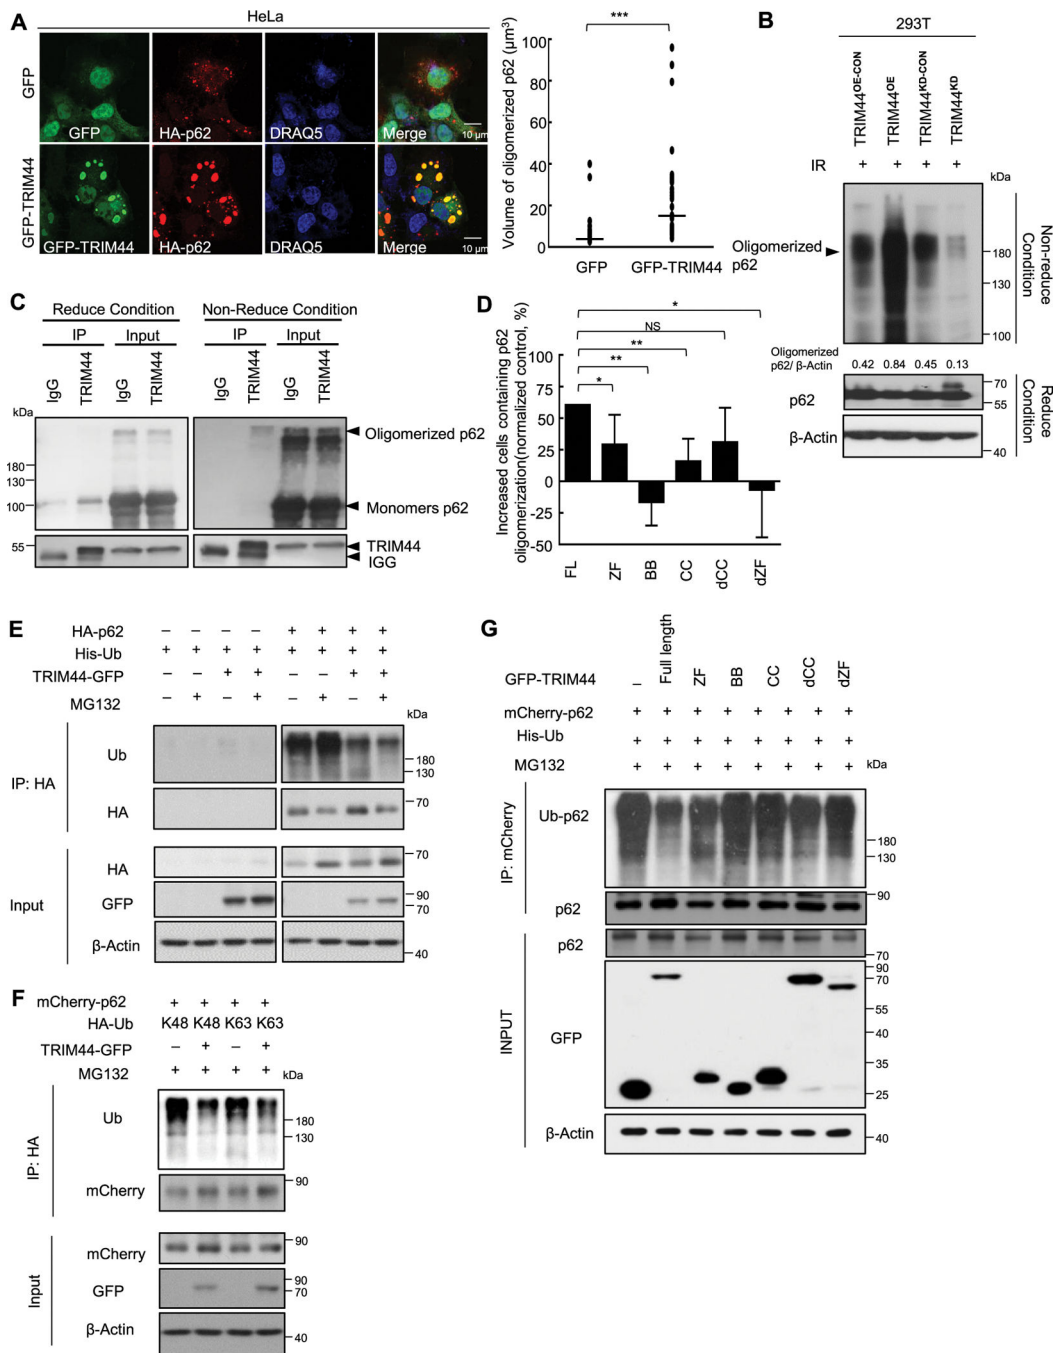 A
HeLa
GFP
GFP
HA-p62
DRAQ5
Merge
10 µm
GFP-TRIM44
GFP-TRIM44
HA-p62
DRAQ5
Merge
10 µm
Volume of oligomerized p62 (µm³)
100
80
60
40
20
0
***
GFP
GFP-TRIM44
B
293T
TRIM44OE-CON
TRIM44OE
TRIM44KD-CON
TRIM44KD
IR + + + +
kDa
Oligomerized
p62
180
130
100
Non-reduce
Condition
Oligomerized
p62/ β-Actin
0.42 0.84 0.45 0.13
p62
70
55
β-Actin
40
Reduce
Condition
C
Reduce Condition
Non-Reduce Condition
IP
Input
IP
Input
IgG
TRIM44
IgG
TRIM44
IgG
TRIM44
IgG
TRIM44
kDa
180
130
100
55
Oligomerized p62
Monomers p62
TRIM44
IGG
D
Increased cells containing p62
oligomerization(normalized control, %)
100
75
50
25
0
-25
-50
*
NS
**
**
*
FL
ZF
BB
CC
dCC
dZF
E
HA-p62 – – – – + + + +
His-Ub + + + + + + + +
TRIM44-GFP – – + + – – + +
MG132 – + – + – + – +
kDa
IP: HA
Ub
180
130
HA
70
Input
HA
70
GFP
90
70
β-Actin
40
F
mCherry-p62 + + + +
HA-Ub K48 K48 K63 K63
TRIM44-GFP – + – +
MG132 + + + +
kDa
IP: HA
Ub
180
130
mCherry
90
Input
mCherry
90
GFP
90
70
β-Actin
40
G
GFP-TRIM44 – Full length ZF BB CC dCC dZF
mCherry-p62 + + + + + + +
His-Ub + + + + + + +
MG132 + + + + + + +
kDa
IP: mCherry
Ub-p62
180
130
p62
90
INPUT
p62
70
GFP
90
70
55
40
35
25
β-Actin
40